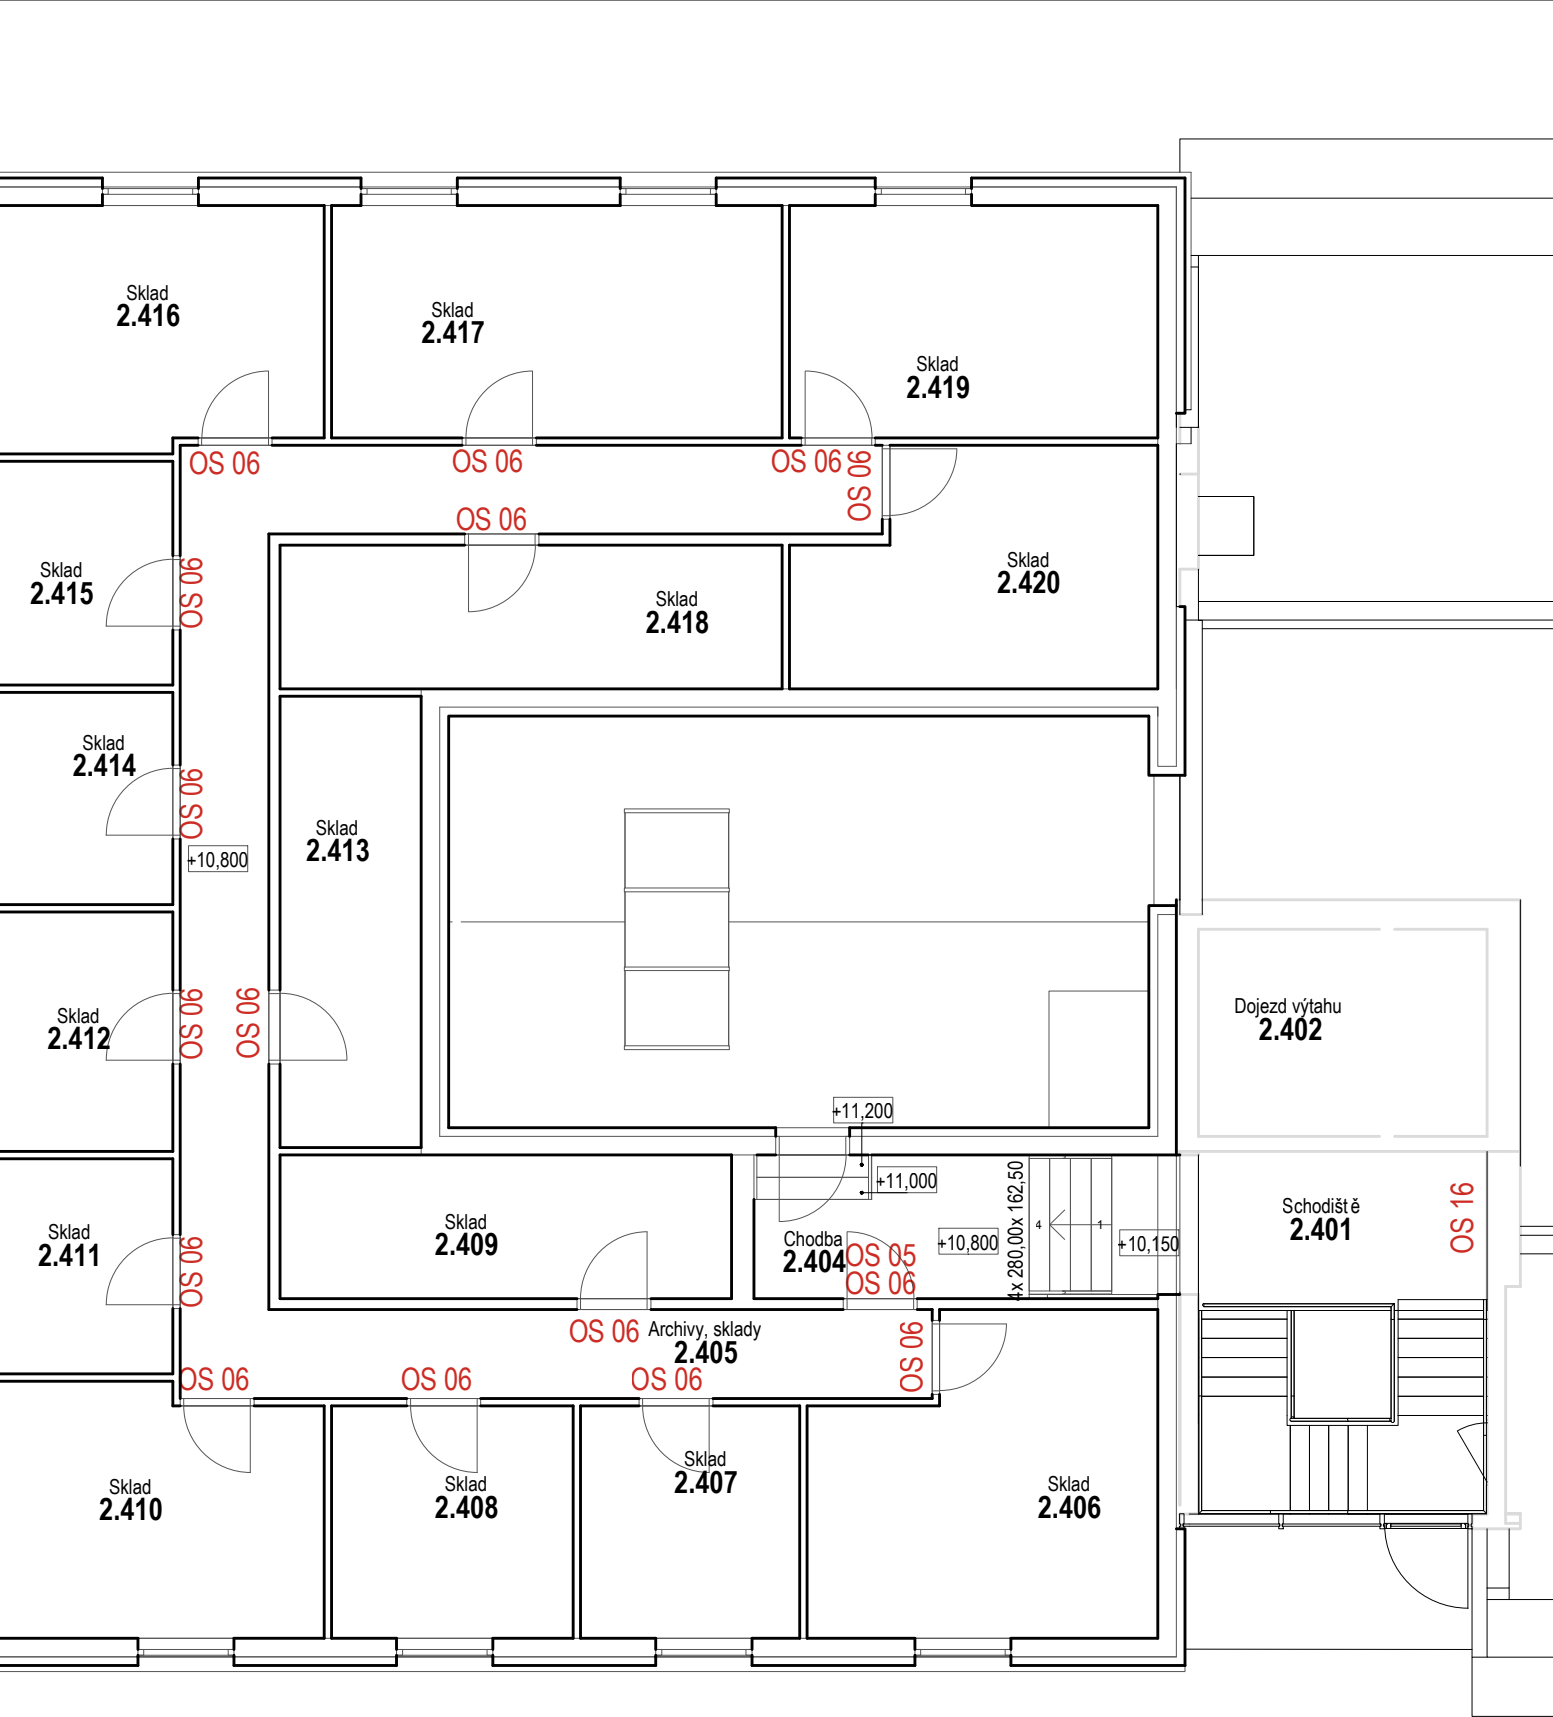 Sklad
2.416
Sklad
2.417
Sklad
2.419
OS 06
OS 06
OS 06
OS 06
OS 06
Sklad
2.415
OS 06
Sklad
2.418
Sklad
2.420
Sklad
2.414
OS 06
+10,800
Sklad
2.413
Sklad
2.412
OS 06
OS 06
Dojezd výtahu
2.402
+11,200
+11,000
Sklad
2.411
OS 06
Sklad
2.409
Chodba
2.404
OS 05
OS 06
+10,800
4x 280,00x 162,50
4
1
+10,150
Schodiště
2.401
OS 16
OS 06
Archivy, sklady
2.405
OS 06
OS 06
OS 06
OS 06
Sklad
2.410
Sklad
2.408
Sklad
2.407
Sklad
2.406